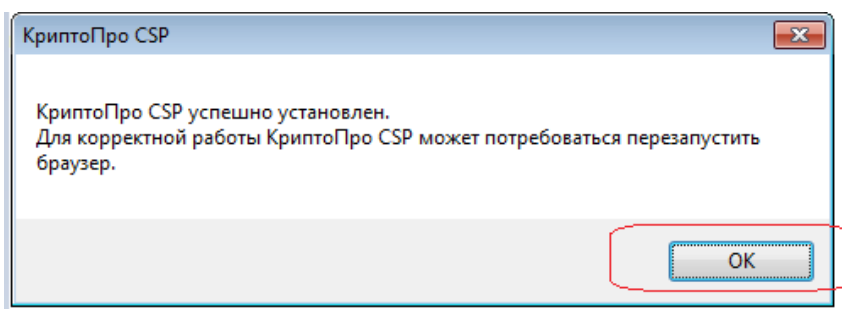 КриптоПро CSP
КриптоПро CSP успешно установлен.
Для корректной работы КриптоПро CSP может потребоваться перезапустить
браузер.
OK